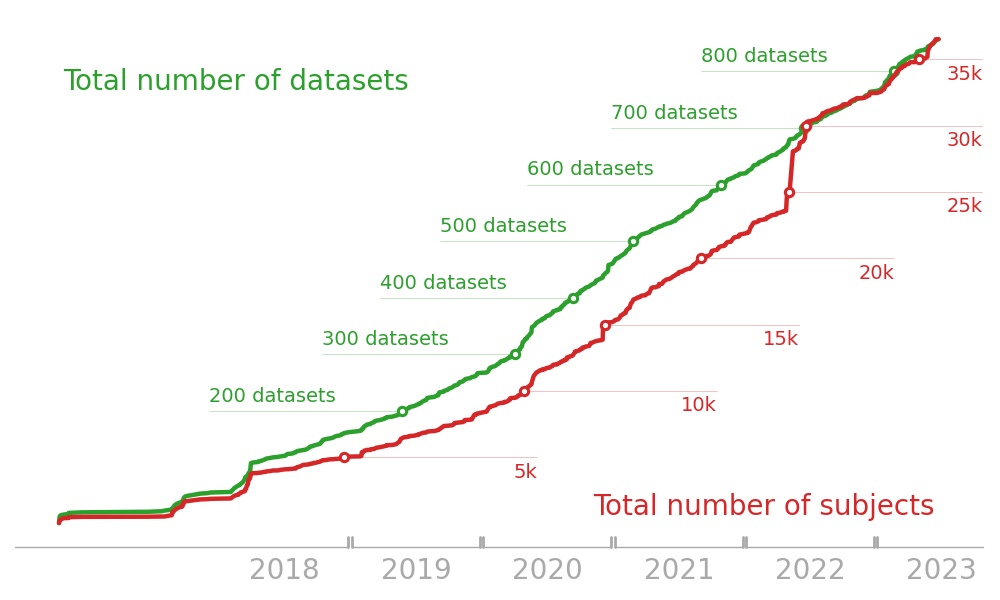 800 datasets
35k
Total number of datasets
700 datasets
30k
600 datasets
25k
500 datasets
20k
400 datasets
300 datasets
15k
200 datasets
10k
5k
Total number of subjects
2018 2019 2020 2021 2022 2023